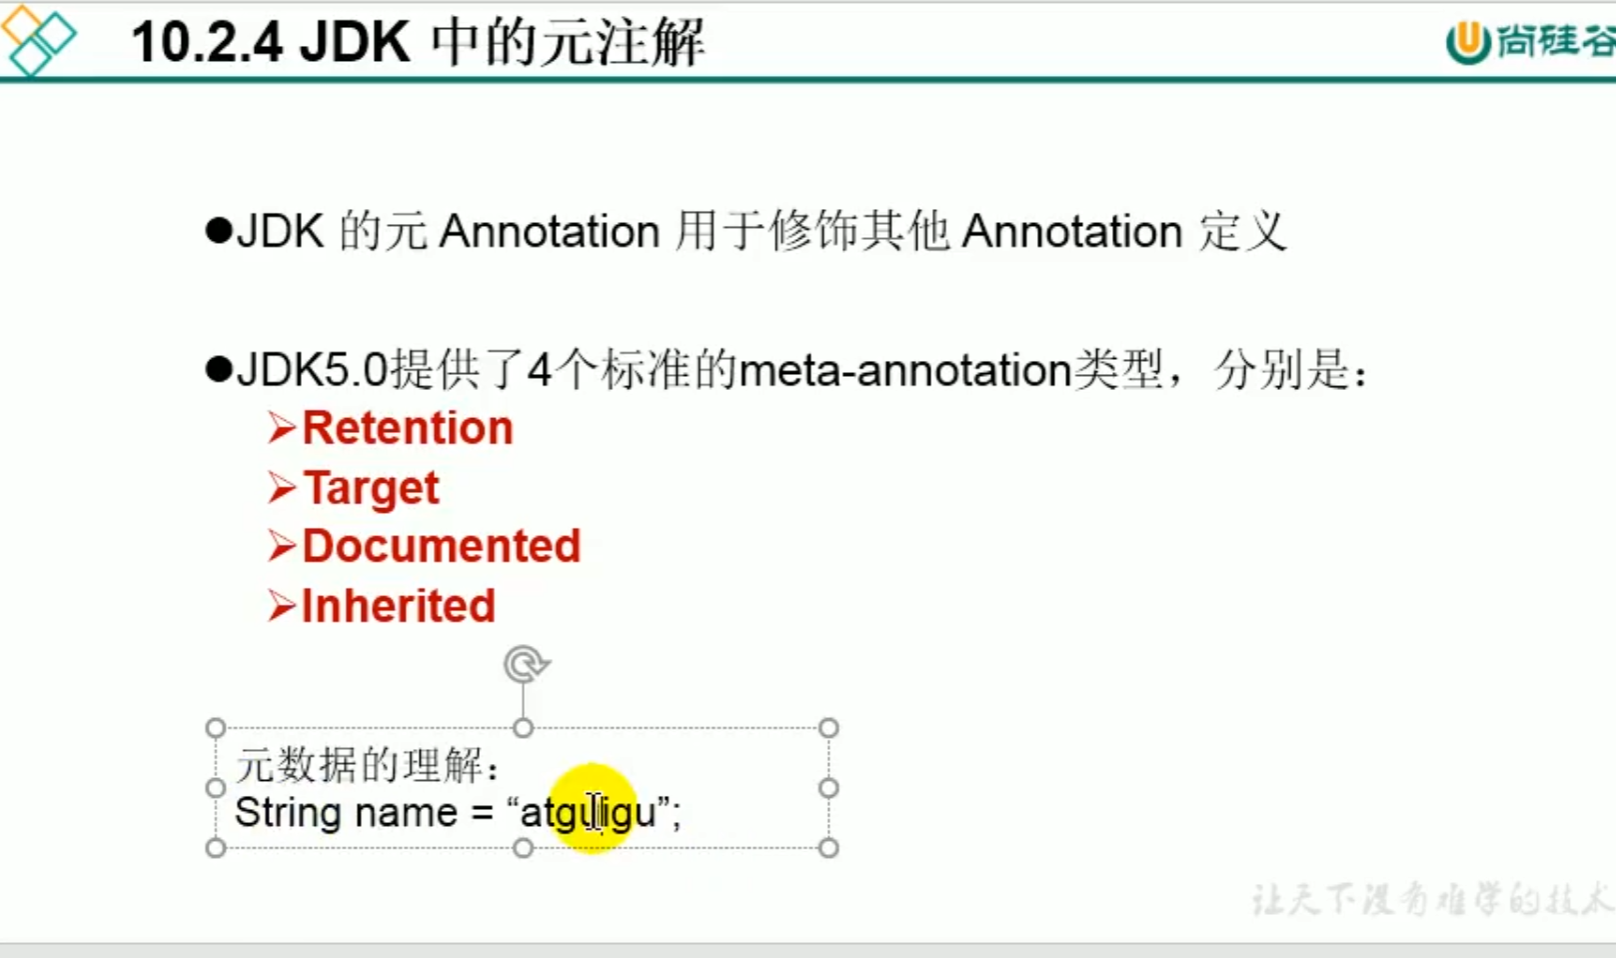 10.2.4 JDK 中的元注解
尚硅谷
●JDK 的元 Annotation 用于修饰其他 Annotation 定义
●JDK5.0提供了4个标准的meta-annotation类型，分别是：
➢Retention
➢Target
➢Documented
➢Inherited
元数据的理解：
String name = “atguigu”;
让天下没有难学的技术